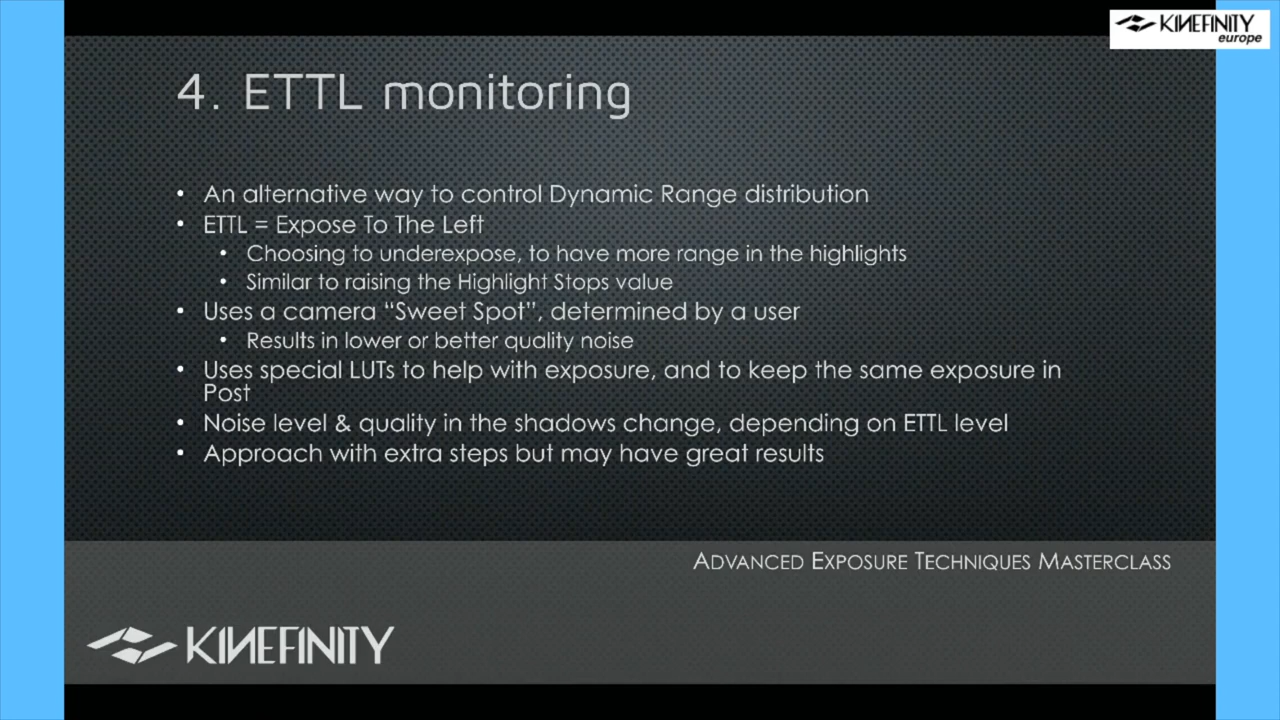 KINEFINITY
europe
4. ETTL monitoring
• An alternative way to control Dynamic Range distribution
• ETTL = Expose To The Left
• Choosing to underexpose, to have more range in the highlights
• Similar to raising the Highlight Stops value
• Uses a camera “Sweet Spot”, determined by a user
• Results in lower or better quality noise
• Uses special LUTs to help with exposure, and to keep the same exposure in
Post
• Noise level & quality in the shadows change, depending on ETTL level
• Approach with extra steps but may have great results
ADVANCED EXPOSURE TECHNIQUES MASTERCLASS
KINEFINITY